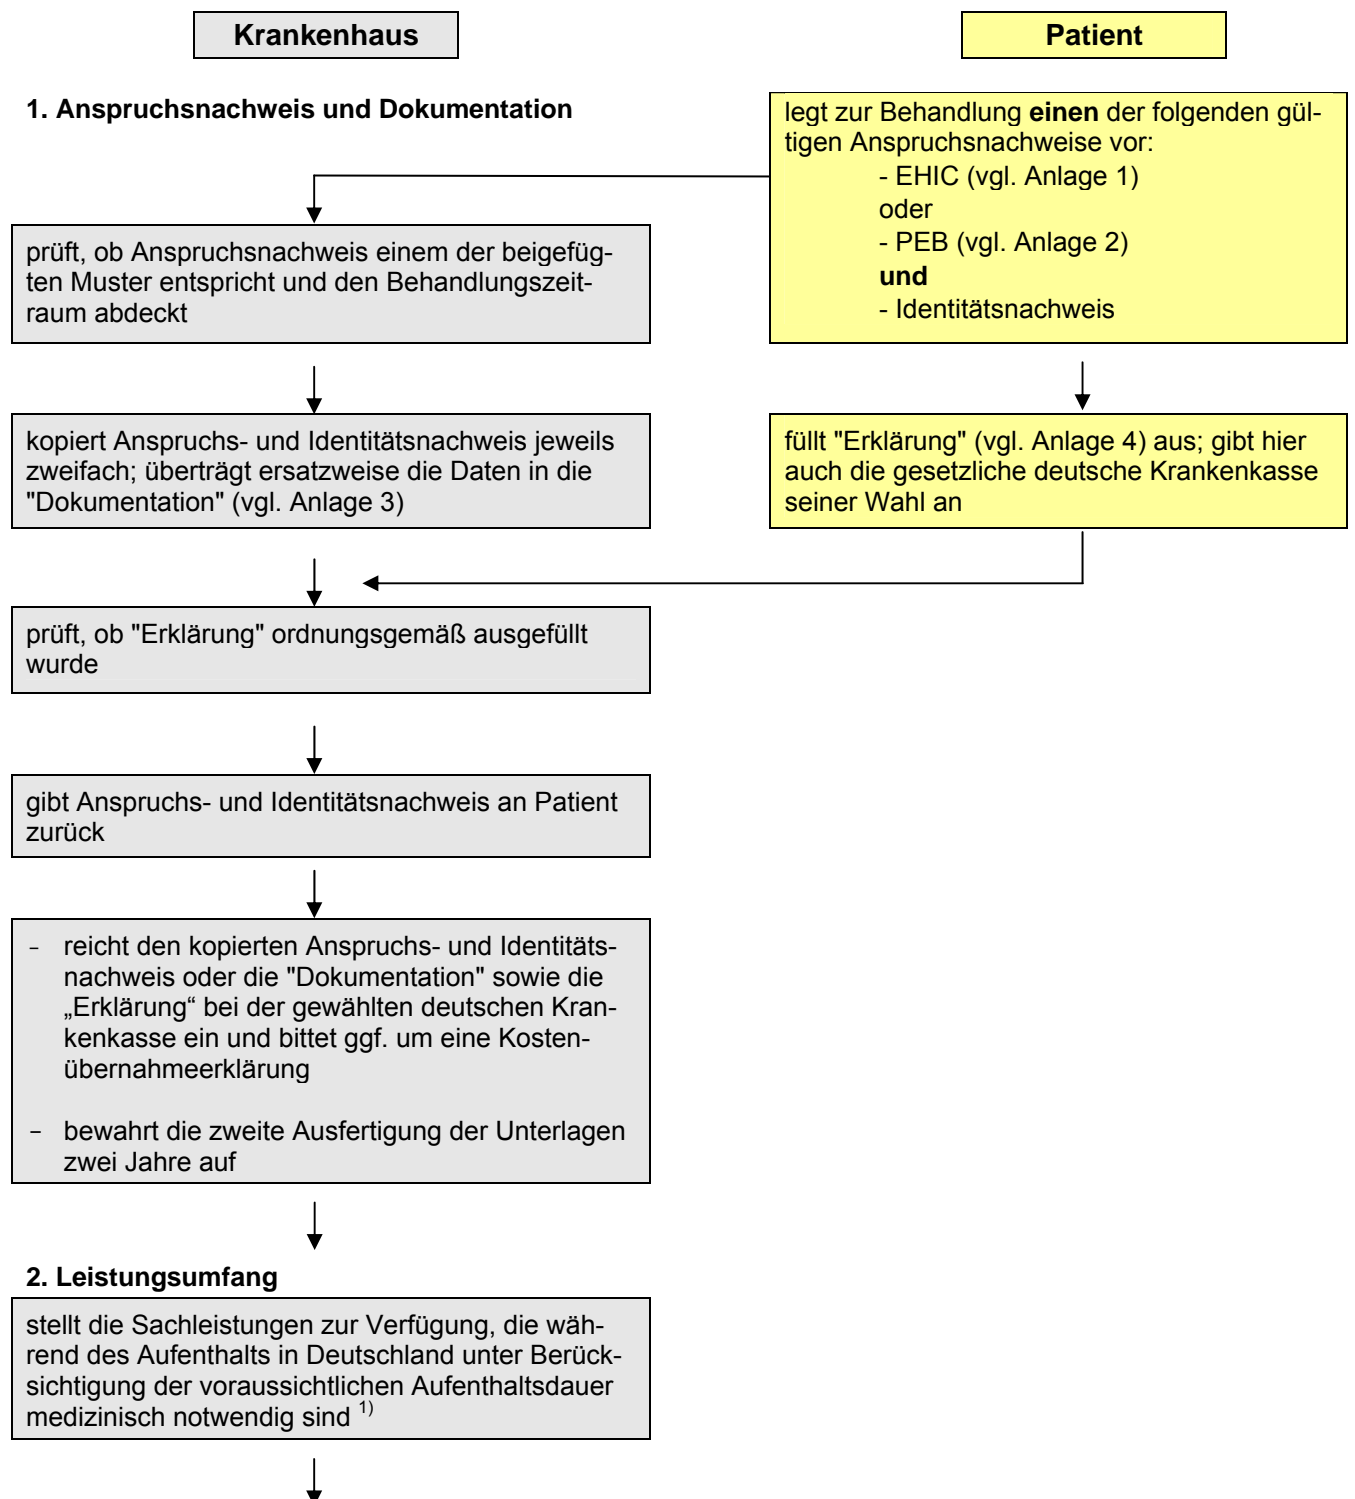 Krankenhaus
Patient
1. Anspruchsnachweis und Dokumentation
legt zur Behandlung einen der folgenden gül-
tigen Anspruchsnachweise vor:
- EHIC (vgl. Anlage 1)
oder
- PEB (vgl. Anlage 2)
und
- Identitätsnachweis
prüft, ob Anspruchsnachweis einem der beigefüg-
ten Muster entspricht und den Behandlungszeit-
raum abdeckt
kopiert Anspruchs- und Identitätsnachweis jeweils
zweifach; überträgt ersatzweise die Daten in die
"Dokumentation" (vgl. Anlage 3)
füllt "Erklärung" (vgl. Anlage 4) aus; gibt hier
auch die gesetzliche deutsche Krankenkasse
seiner Wahl an
prüft, ob "Erklärung" ordnungsgemäß ausgefüllt
wurde
gibt Anspruchs- und Identitätsnachweis an Patient
zurück
- reicht den kopierten Anspruchs- und Identitäts-
nachweis oder die "Dokumentation" sowie die
„Erklärung“ bei der gewählten deutschen Kran-
kenkasse ein und bittet ggf. um eine Kosten-
übernahmeerklärung
- bewahrt die zweite Ausfertigung der Unterlagen
zwei Jahre auf
2. Leistungsumfang
stellt die Sachleistungen zur Verfügung, die wäh-
rend des Aufenthalts in Deutschland unter Berück-
sichtigung der voraussichtlichen Aufenthaltsdauer
medizinisch notwendig sind 1)